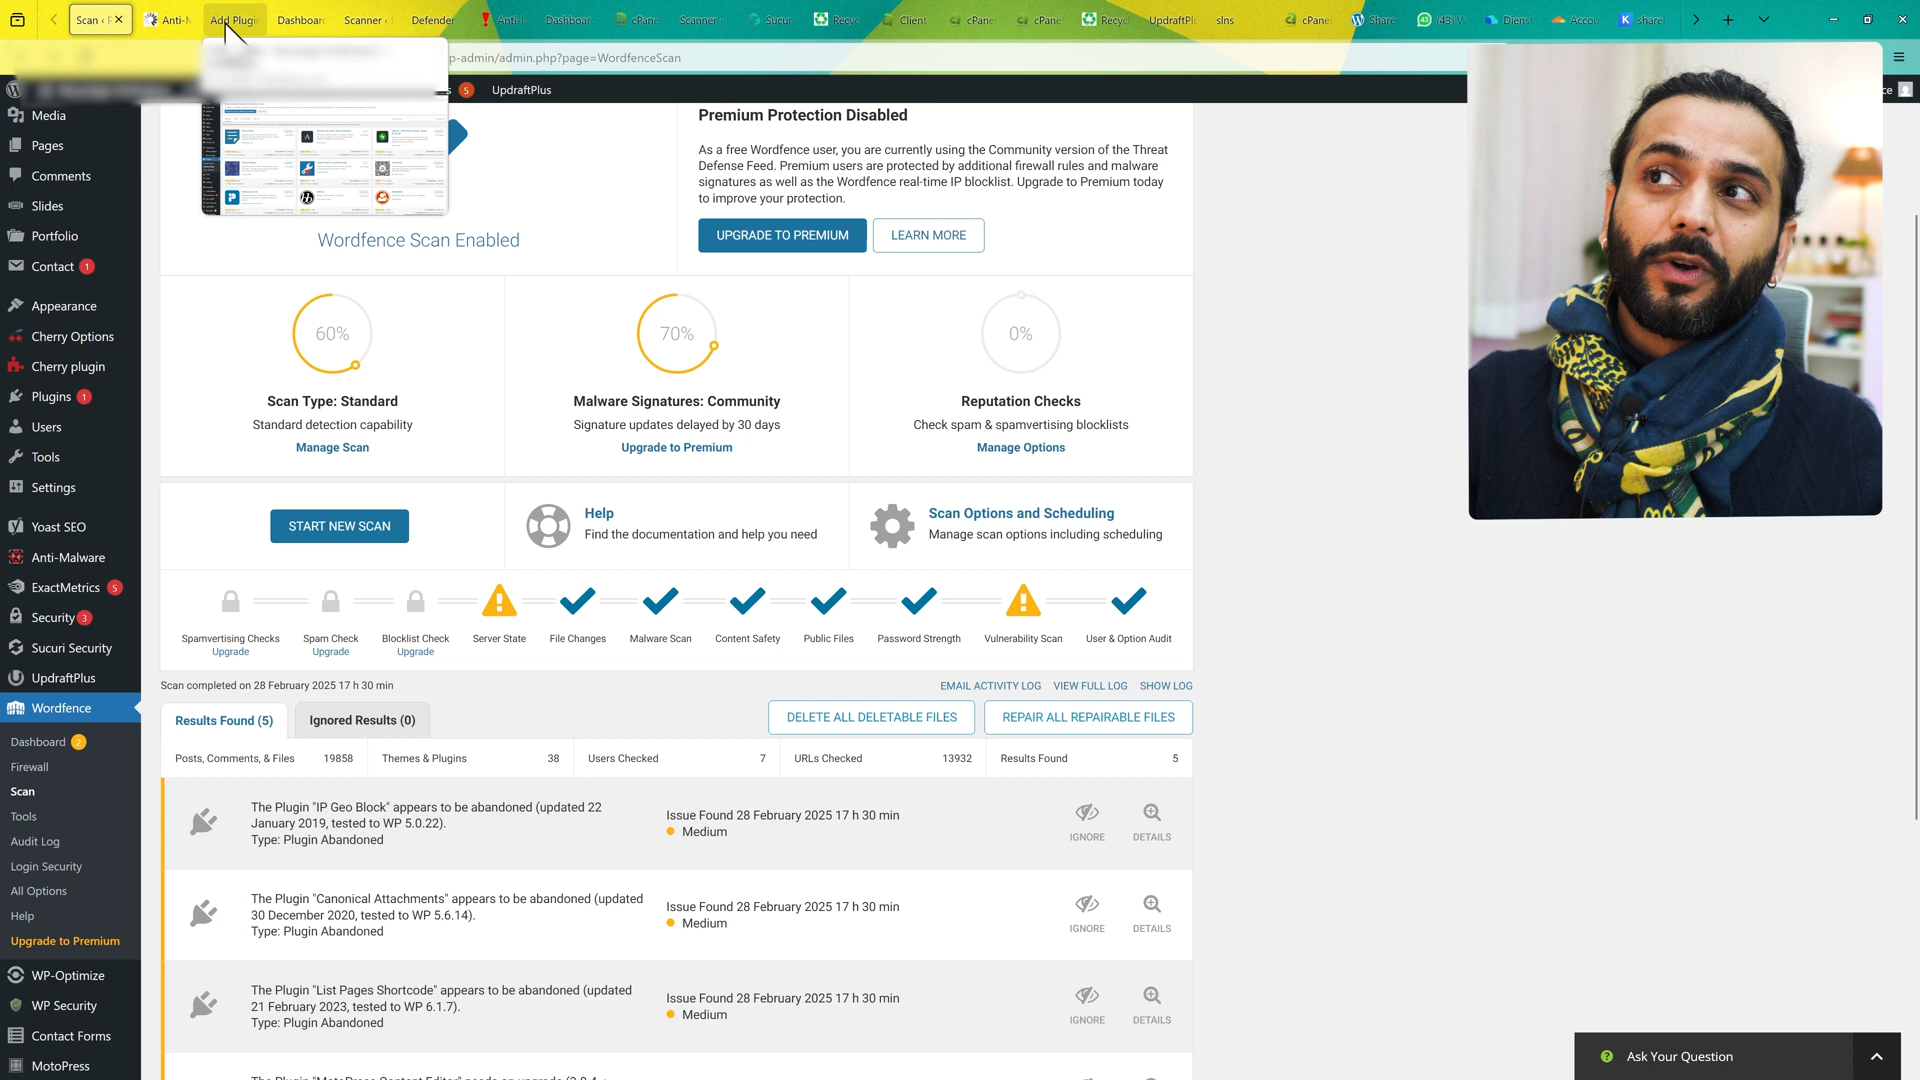 Scan ‹
Anti-
Add Plugi
Dashboar
Scanner ‹
Defender
Anti-
Dashboar
cPane
Scanner ‹
Sucur
Recyc
Client
cPane
cPane
Recyc
UpdraftPl
slns
cPane
Share
(43) W
Diens
Accou
share
p-admin/admin.php?page=WordfenceScan
5
UpdraftPlus
ce
Media
Pages
Comments
Slides
Portfolio
Contact 1
Appearance
Cherry Options
Cherry plugin
Plugins 1
Users
Tools
Settings
Yoast SEO
Anti-Malware
ExactMetrics 5
Security 3
Sucuri Security
UpdraftPlus
Wordfence
Dashboard 2
Firewall
Scan
Tools
Audit Log
Login Security
All Options
Help
Upgrade to Premium
WP-Optimize
WP Security
Contact Forms
MotoPress
Wordfence Scan Enabled
Premium Protection Disabled
As a free Wordfence user, you are currently using the Community version of the Threat
Defense Feed. Premium users are protected by additional firewall rules and malware
signatures as well as the Wordfence real-time IP blocklist. Upgrade to Premium today
to improve your protection.
UPGRADE TO PREMIUM
LEARN MORE
60%
Scan Type: Standard
Standard detection capability
Manage Scan
70%
Malware Signatures: Community
Signature updates delayed by 30 days
Upgrade to Premium
0%
Reputation Checks
Check spam & spamvertising blocklists
Manage Options
START NEW SCAN
Help
Find the documentation and help you need
Scan Options and Scheduling
Manage scan options including scheduling
Spamvertising Checks
Upgrade
Spam Check
Upgrade
Blocklist Check
Upgrade
Server State
File Changes
Malware Scan
Content Safety
Public Files
Password Strength
Vulnerability Scan
User & Option Audit
Scan completed on 28 February 2025 17 h 30 min
EMAIL ACTIVITY LOG
VIEW FULL LOG
SHOW LOG
Results Found (5)
Ignored Results (0)
DELETE ALL DELETABLE FILES
REPAIR ALL REPAIRABLE FILES
Posts, Comments, & Files 19858
Themes & Plugins 38
Users Checked 7
URLs Checked 13932
Results Found 5
The Plugin "IP Geo Block" appears to be abandoned (updated 22
January 2019, tested to WP 5.0.22).
Type: Plugin Abandoned
Issue Found 28 February 2025 17 h 30 min
Medium
IGNORE
DETAILS
The Plugin "Canonical Attachments" appears to be abandoned (updated
30 December 2020, tested to WP 5.6.14).
Type: Plugin Abandoned
Issue Found 28 February 2025 17 h 30 min
Medium
IGNORE
DETAILS
The Plugin "List Pages Shortcode" appears to be abandoned (updated
21 February 2023, tested to WP 6.1.7).
Type: Plugin Abandoned
Issue Found 28 February 2025 17 h 30 min
Medium
IGNORE
DETAILS
The Plugin "MotoPress Content Editor" needs an upgrade
Ask Your Question